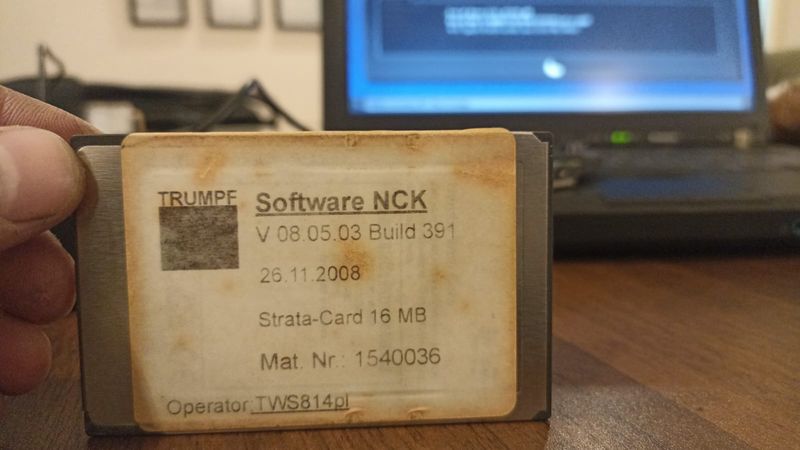 TRUMPF
Software NCK
V 08.05.03 Build 391
26.11.2008
Strata-Card 16 MB
Mat. Nr.: 1540036
Operator:TWS814pl